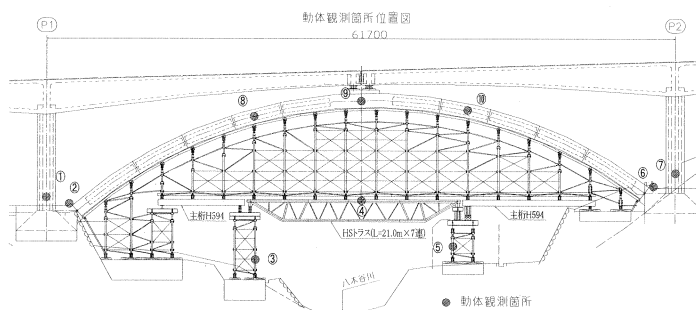 動体観測箇所位置図
P1
P2
61700
⑧
⑨
⑩
①
②
⑥
⑦
主桁H594
④
主桁H594
HSトラス(L=21.0m×7連)
③
⑤
八木谷川
動体観測箇所